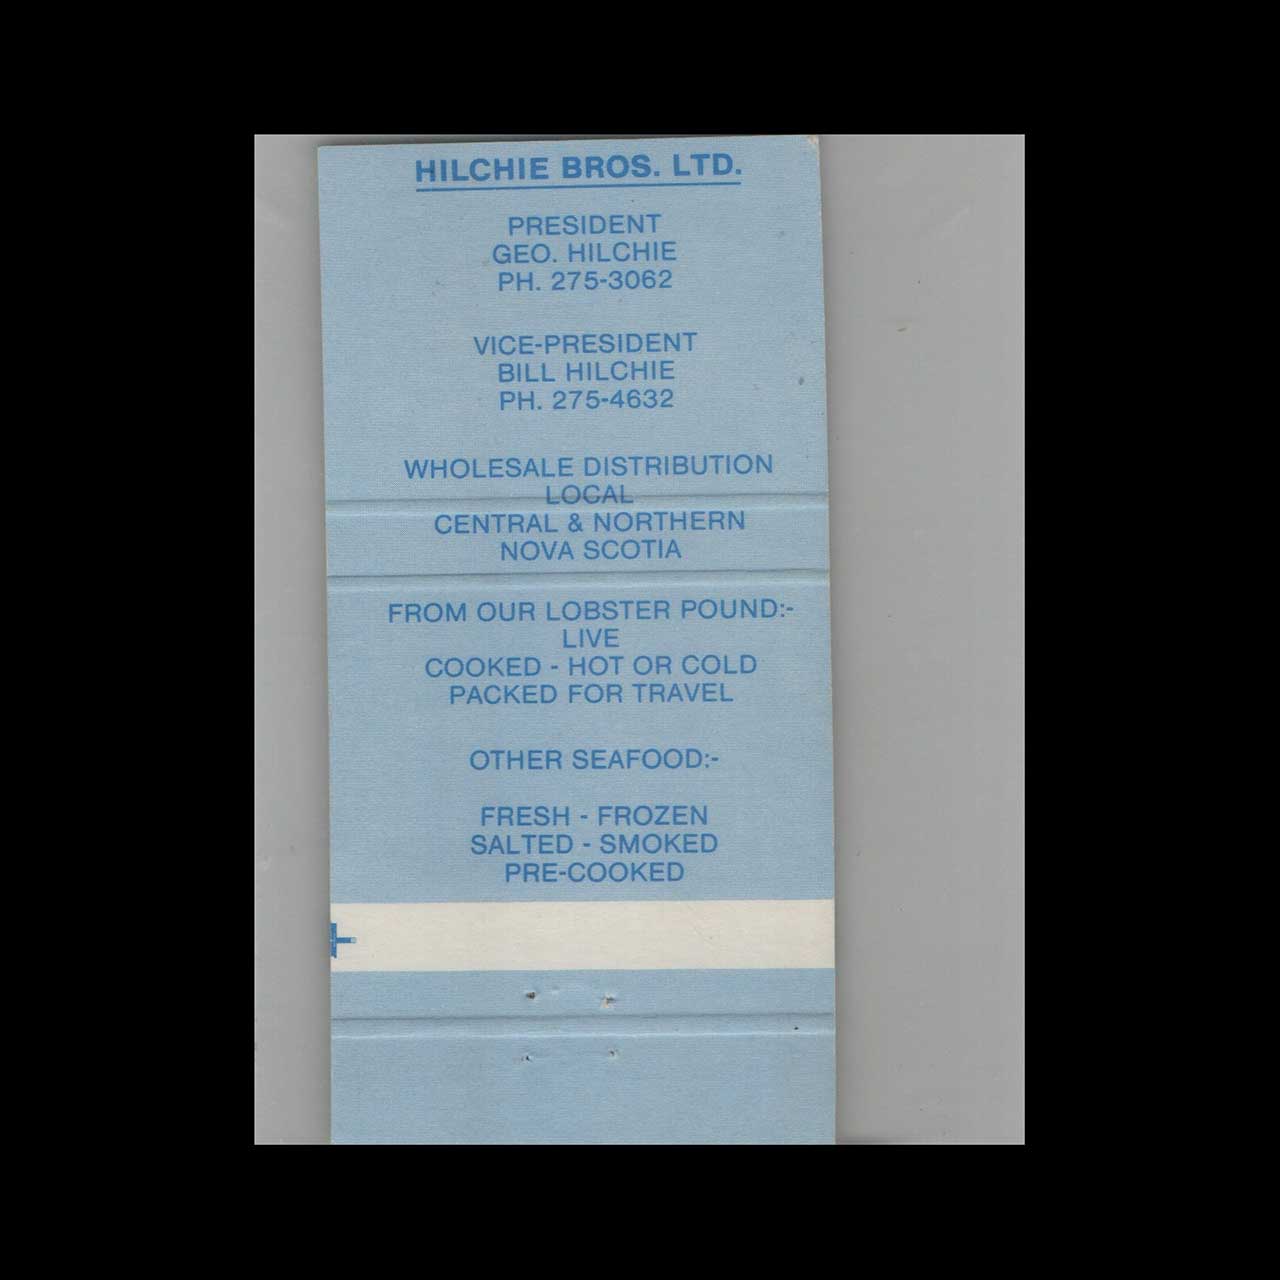 HILCHIE BROS. LTD.
PRESIDENT
GEO. HILCHIE
PH. 275-3062
VICE-PRESIDENT
BILL HILCHIE
PH. 275-4632
WHOLESALE DISTRIBUTION
LOCAL
CENTRAL & NORTHERN
NOVA SCOTIA
FROM OUR LOBSTER POUND:-
LIVE
COOKED - HOT OR COLD
PACKED FOR TRAVEL
OTHER SEAFOOD:-
FRESH - FROZEN
SALTED - SMOKED
PRE-COOKED